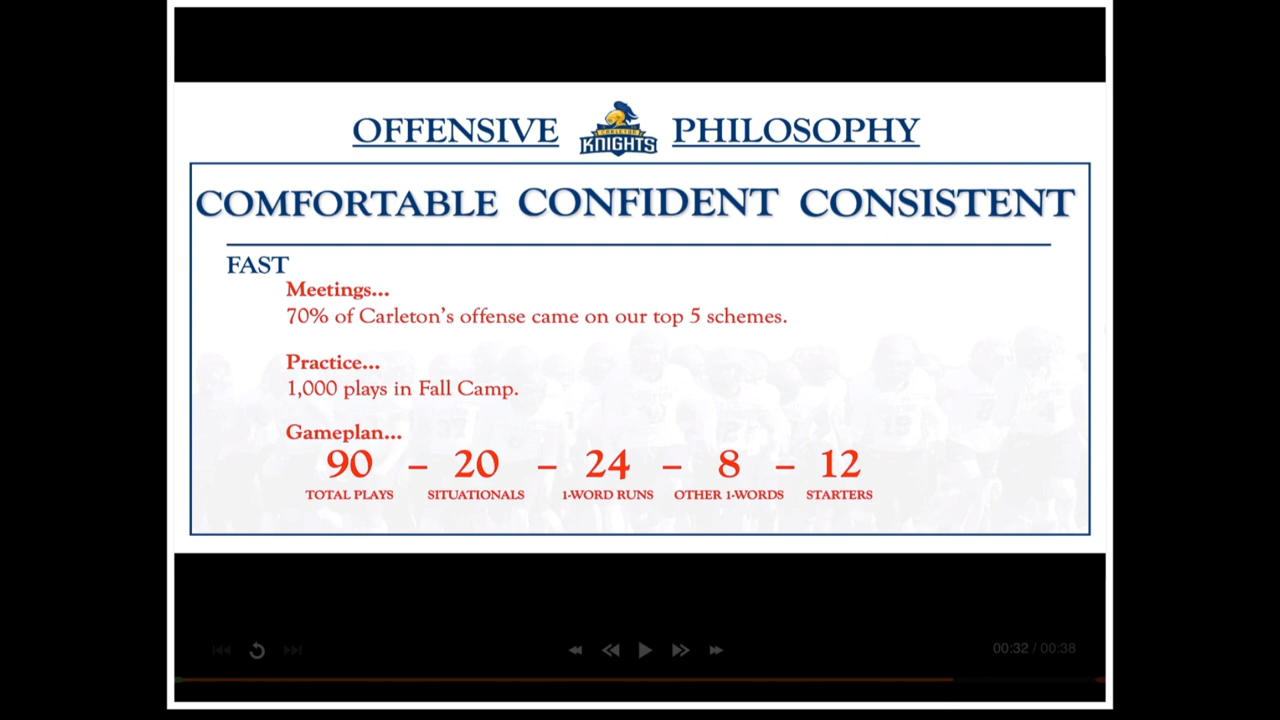 OFFENSIVE CARLETON KNIGHTS PHILOSOPHY
COMFORTABLE CONFIDENT CONSISTENT
FAST
Meetings...
70% of Carleton's offense came on our top 5 schemes.
Practice...
1,000 plays in Fall Camp.
Gameplan...
90 – 20 – 24 – 8 – 12
TOTAL PLAYS SITUATIONALS 1-WORD RUNS OTHER 1-WORDS STARTERS
00:32 / 00:38